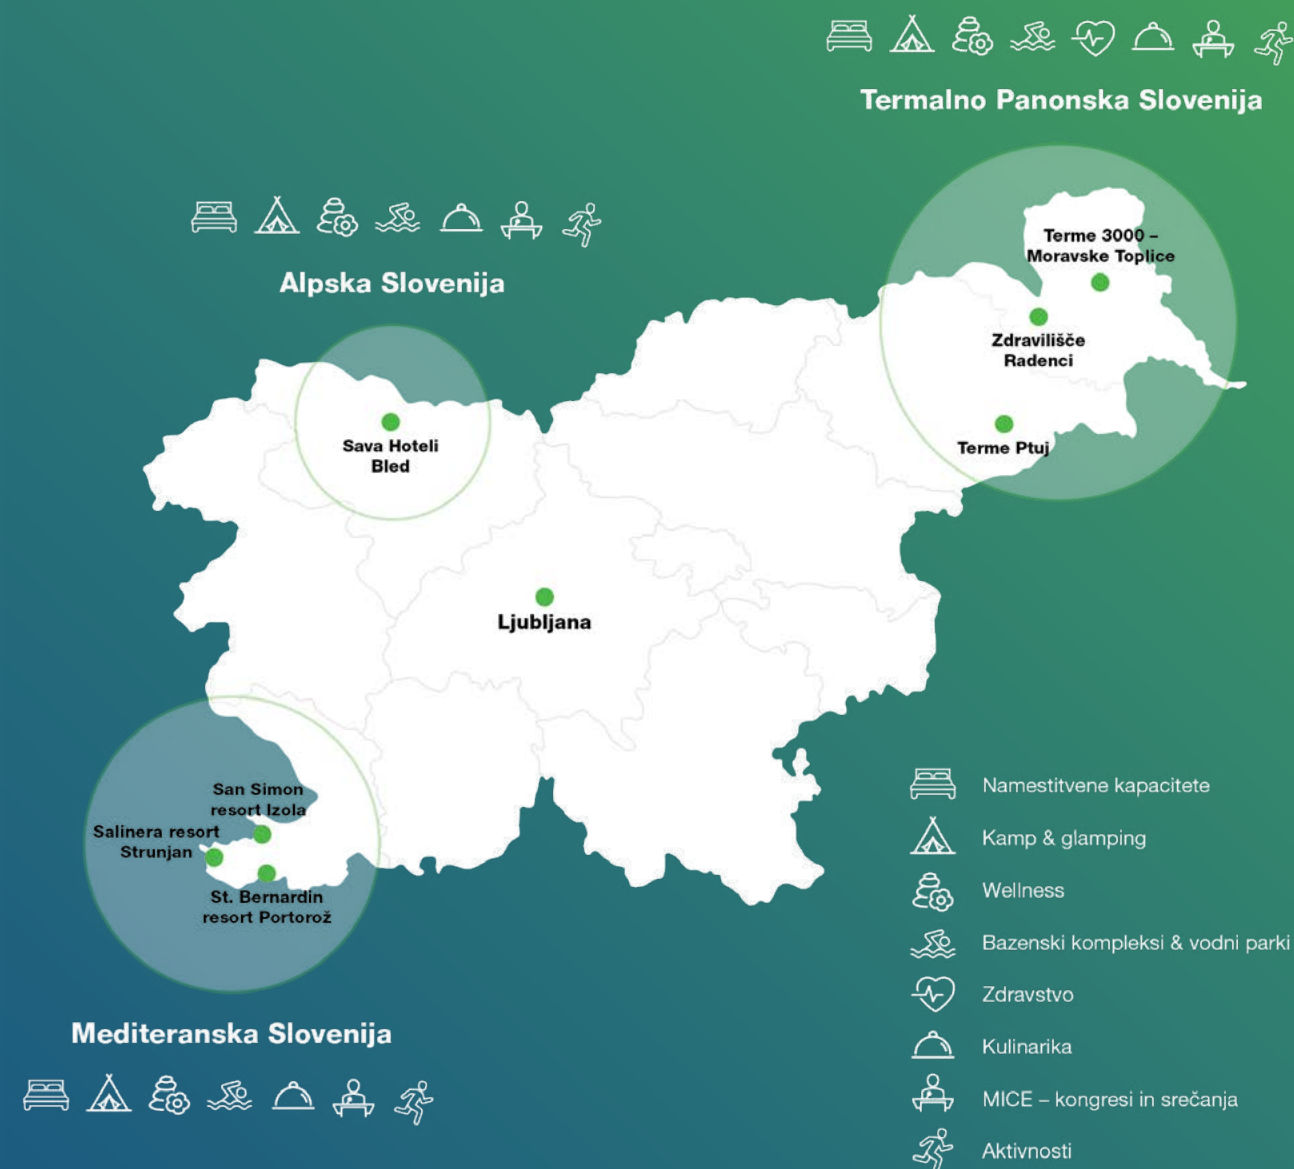 Termalno Panonska Slovenija
Terme 3000 –
Moravske Toplice
Zdravilišče
Radenci
Terme Ptuj
Alpska Slovenija
Sava Hoteli
Bled
Ljubljana
San Simon
resort Izola
Salinera resort
Strunjan
St. Bernardin
resort Portorož
Mediteranska Slovenija
Namestitvene kapacitete
Kamp & glamping
Wellness
Bazenski kompleksi & vodni parki
Zdravstvo
Kulinarika
MICE – kongresi in srečanja
Aktivnosti